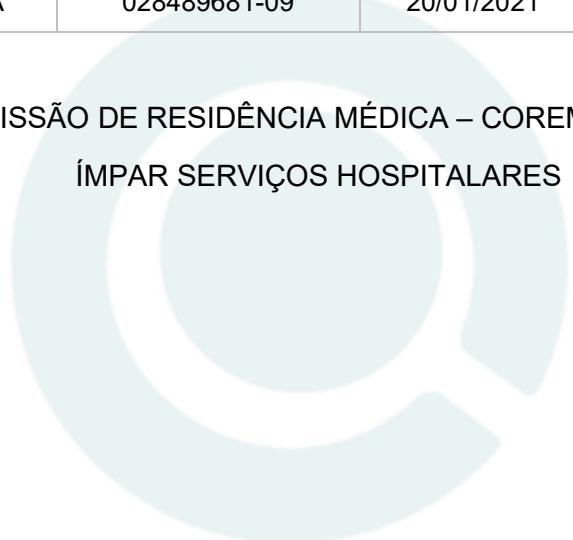 028489681-09 20/01/2021
ISSÃO DE RESIDÊNCIA MÉDICA – COREM
ÍMPAR SERVIÇOS HOSPITALARES